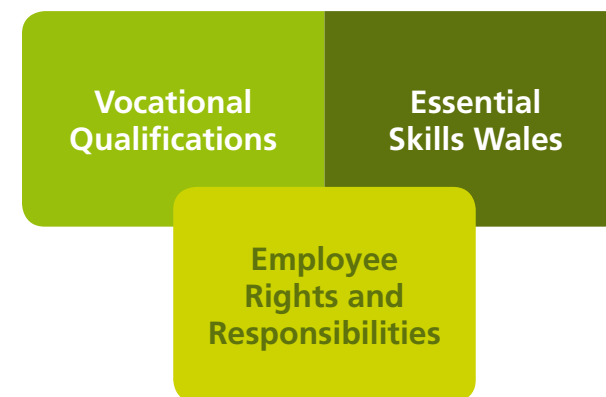 Vocational
Qualifications
Essential
Skills Wales
Employee
Rights and
Responsibilities